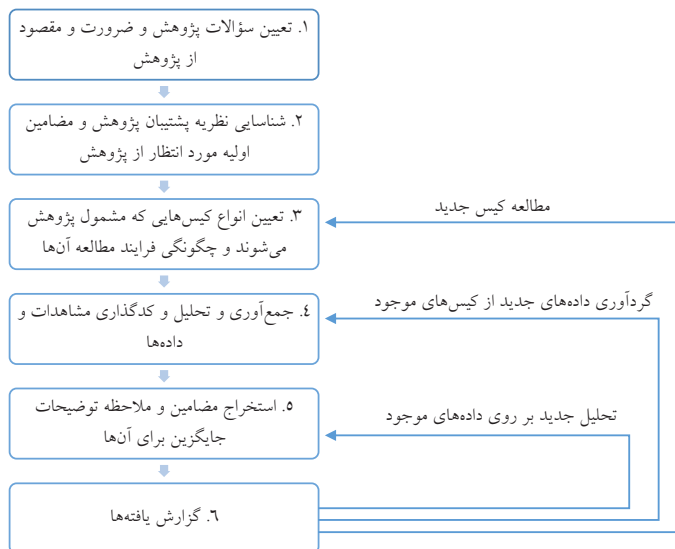 ۱. تعیین سؤالات پژوهش و ضرورت و مقصود
از پژوهش
۲. شناسایی نظریه پشتیبان پژوهش و مضامین
اولیه مورد انتظار از پژوهش
۳. تعیین انواع کیس‌هایی که مشمول پژوهش
می‌شوند و چگونگی فرایند مطالعه آن‌ها
مطالعه کیس جدید
٤. جمع‌آوری و تحلیل و کدگذاری مشاهدات و
داده‌ها
گردآوری داده‌های جدید از کیس‌های موجود
٥. استخراج مضامین و ملاحظه توضیحات
جایگزین برای آن‌ها
تحلیل جدید بر روی داده‌های موجود
٦. گزارش یافته‌ها